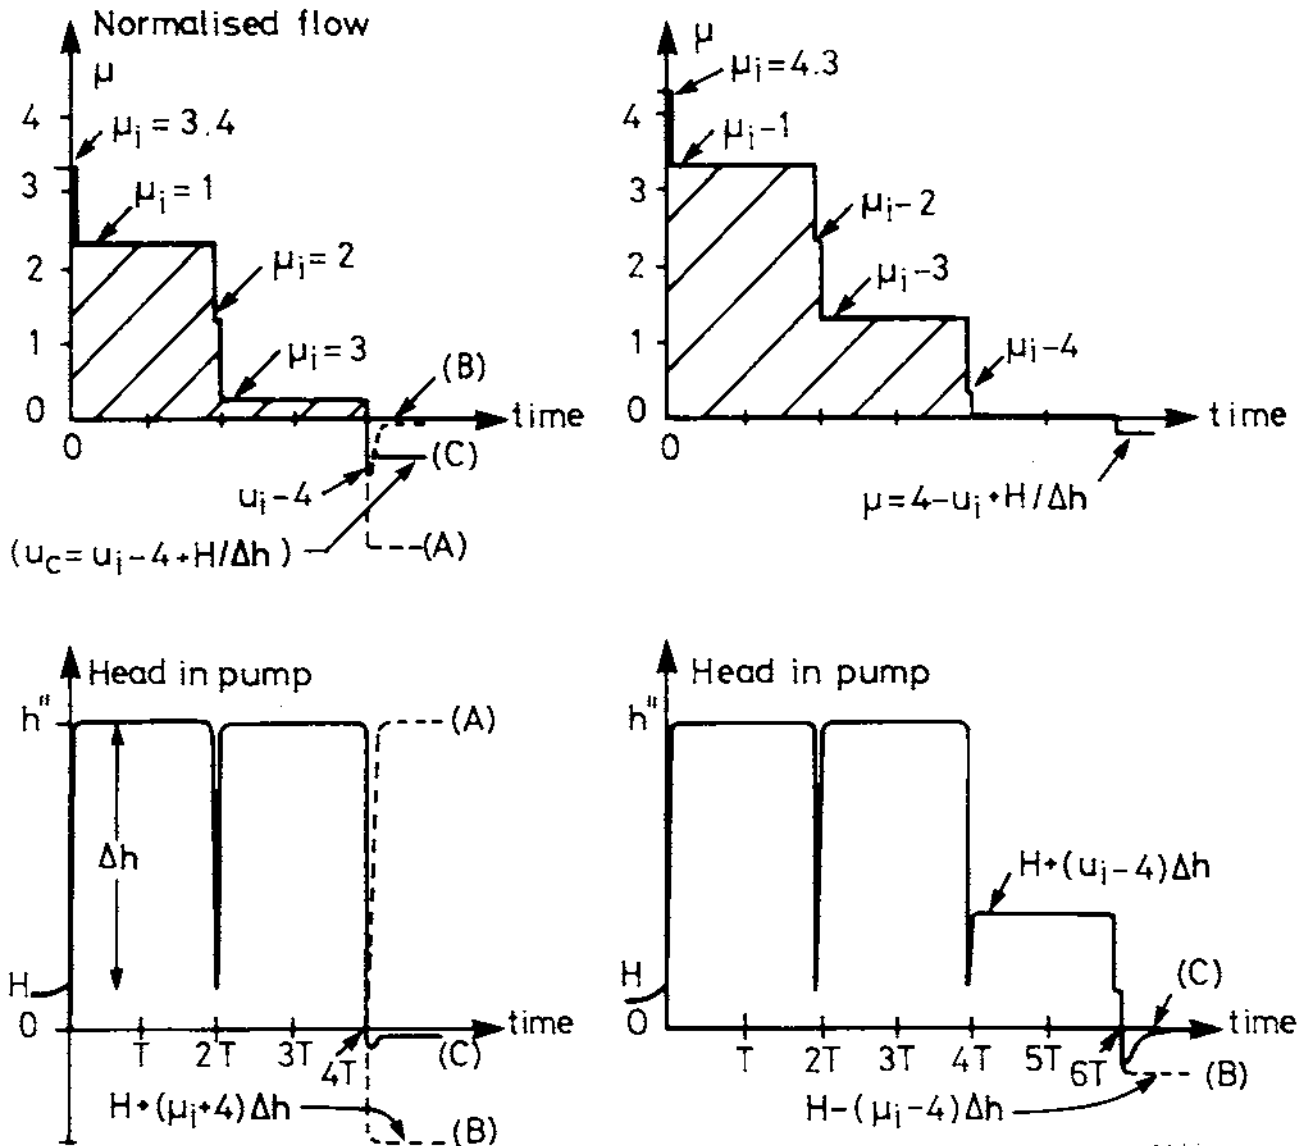 Normalised flow
μ
4
μi = 3.4
3
μi = 1
2
μi = 2
1
μi = 3
(B)
0
time
0
(C)
ui-4
(uc = ui-4+H/Δh)
(A)
μ
μi = 4.3
4
μi-1
3
μi-2
2
μi-3
1
μi-4
0
time
0
μ=4-ui+H/Δh
Head in pump
h"
(A)
Δh
H
0
time
T
2T
3T
4T
(C)
H+(μi+4)Δh
(B)
Head in pump
h"
H+(ui-4)Δh
H
(C)
0
time
T
2T
3T
4T
5T
6T
(B)
H-(μi-4)Δh